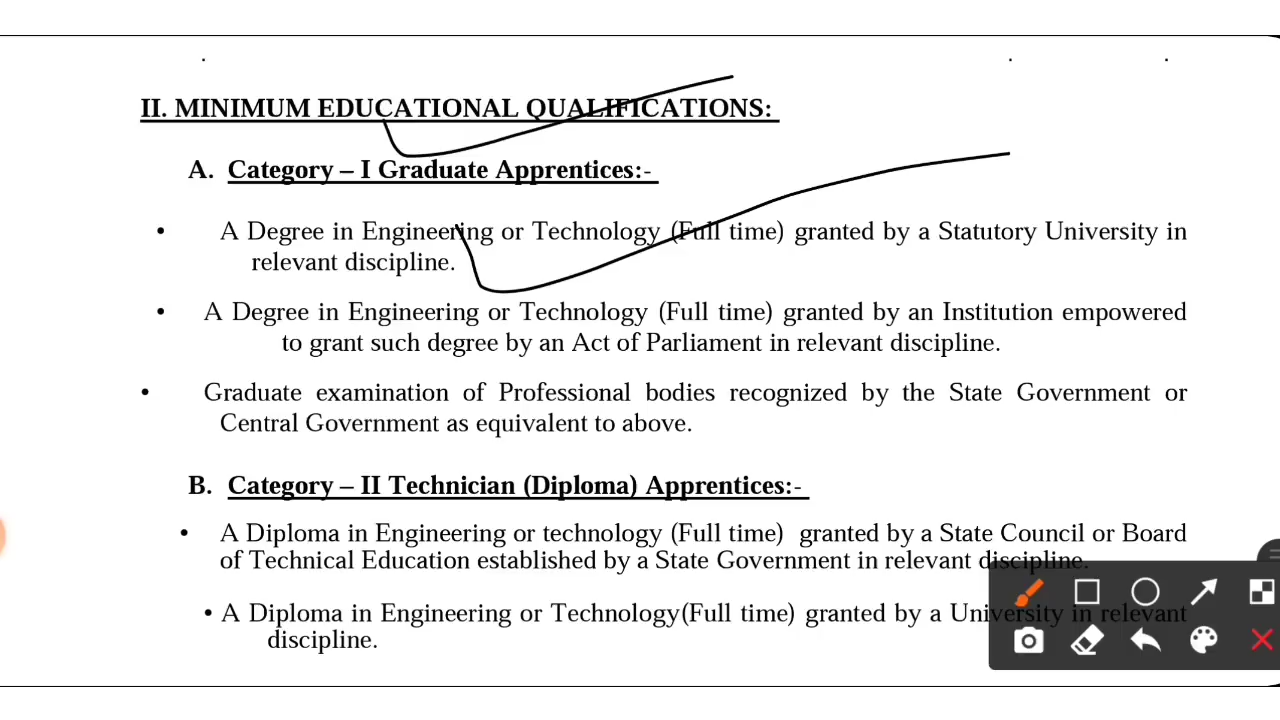 II. MINIMUM EDUCATIONAL QUALIFICATIONS:
A. Category – I Graduate Apprentices:-
• A Degree in Engineering or Technology (Full time) granted by a Statutory University in
relevant discipline.
• A Degree in Engineering or Technology (Full time) granted by an Institution empowered
to grant such degree by an Act of Parliament in relevant discipline.
• Graduate examination of Professional bodies recognized by the State Government or
Central Government as equivalent to above.
B. Category – II Technician (Diploma) Apprentices:-
• A Diploma in Engineering or technology (Full time) granted by a State Council or Board
of Technical Education established by a State Government in relevant discipline.
• A Diploma in Engineering or Technology(Full time) granted by a University in relevant
discipline.